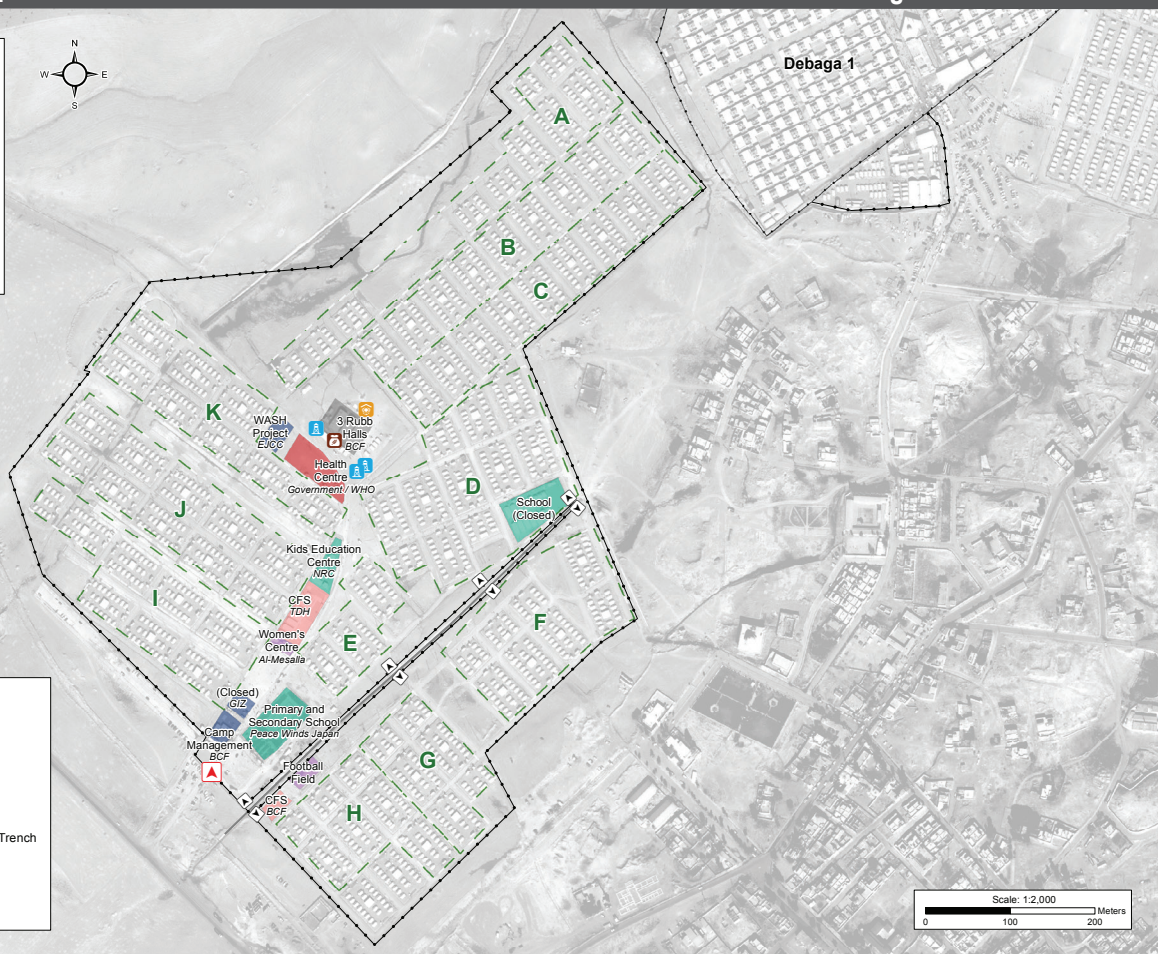 N
W
E
S
Debaga 1
A
B
C
K
WASH
Project
EJCC
3 Rubb
Halls
BCF
Health
Centre
Government / WHO
D
School
(Closed)
J
Kids Education
Centre
NRC
I
CFS
TDH
Women's
Centre
Al-Mesalla
E
F
(Closed)
GIZ
Primary and
Secondary School
Peace Winds Japan
Camp
Management
BCF
G
Football
Field
CFS
BCF
H
Trench
Scale: 1:2,000
Meters
0 100 200